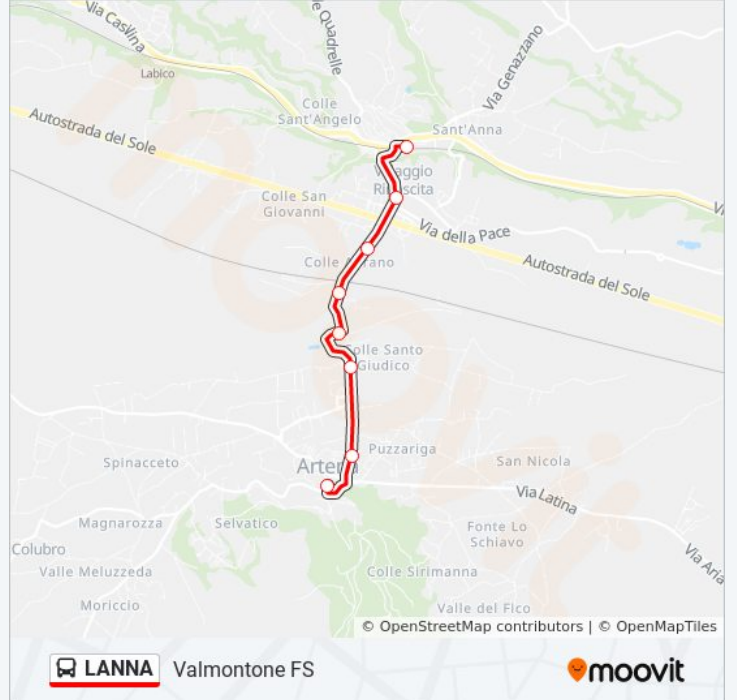 Via Casilina
e Quadrelle
Via Genazzano
Labico
Colle
Sant'Angelo
Sant'Anna
Autostrada del Sole
Colle San
Giovanni
Via della Pace
Autostrada del Sole
Colle Santo
Giudico
Puzzariga
Artena
Spinacceto
San Nicola
Via Latina
Magnarozza
Selvatico
Fonte Lo
Schiavo
Colubro
Valle Meluzzeda
Colle Sirimanna
Via Aria
Moriccio
Valle del Fico
© OpenStreetMap contributors | © OpenMapTiles
LANNA
Valmontone FS
moovit